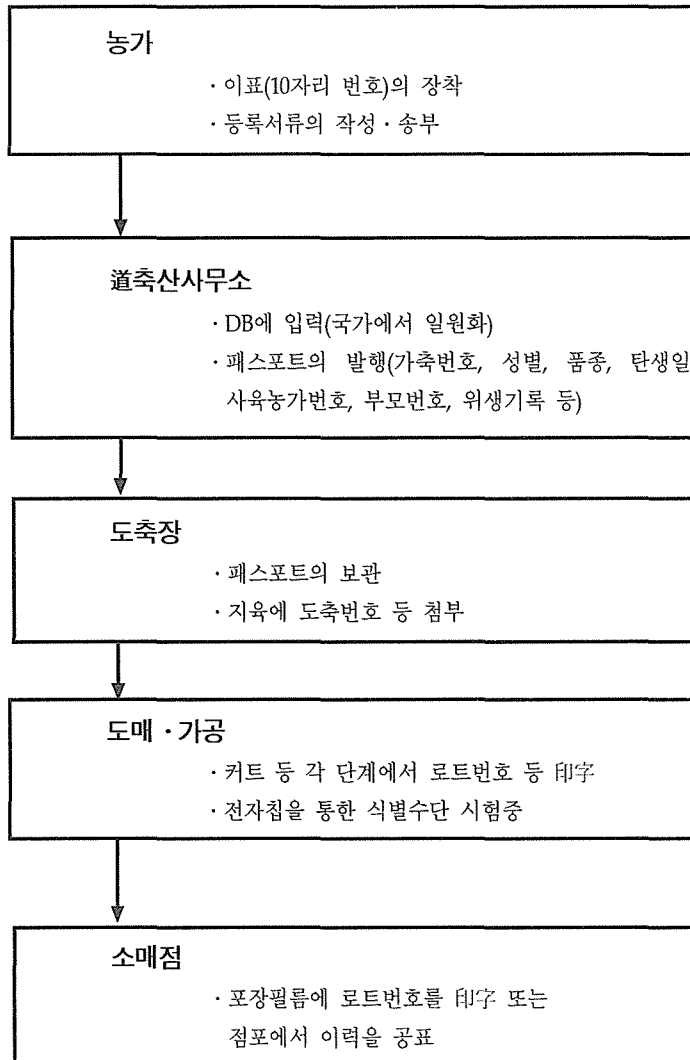 농가
· 이표(10자리 번호)의 장착
· 등록서류의 작성 · 송부
道축산사무소
· DB에 입력(국가에서 일원화)
· 패스포트의 발행(가축번호, 성별, 품종, 탄생일
사육농가번호, 부모번호, 위생기록 등)
도축장
· 패스포트의 보관
· 지육에 도축번호 등 첨부
도매 · 가공
· 커트 등 각 단계에서 로트번호 등 印字
· 전자칩을 통한 식별수단 시험중
소매점
· 포장필름에 로트번호를 印字 또는
점포에서 이력을 공표